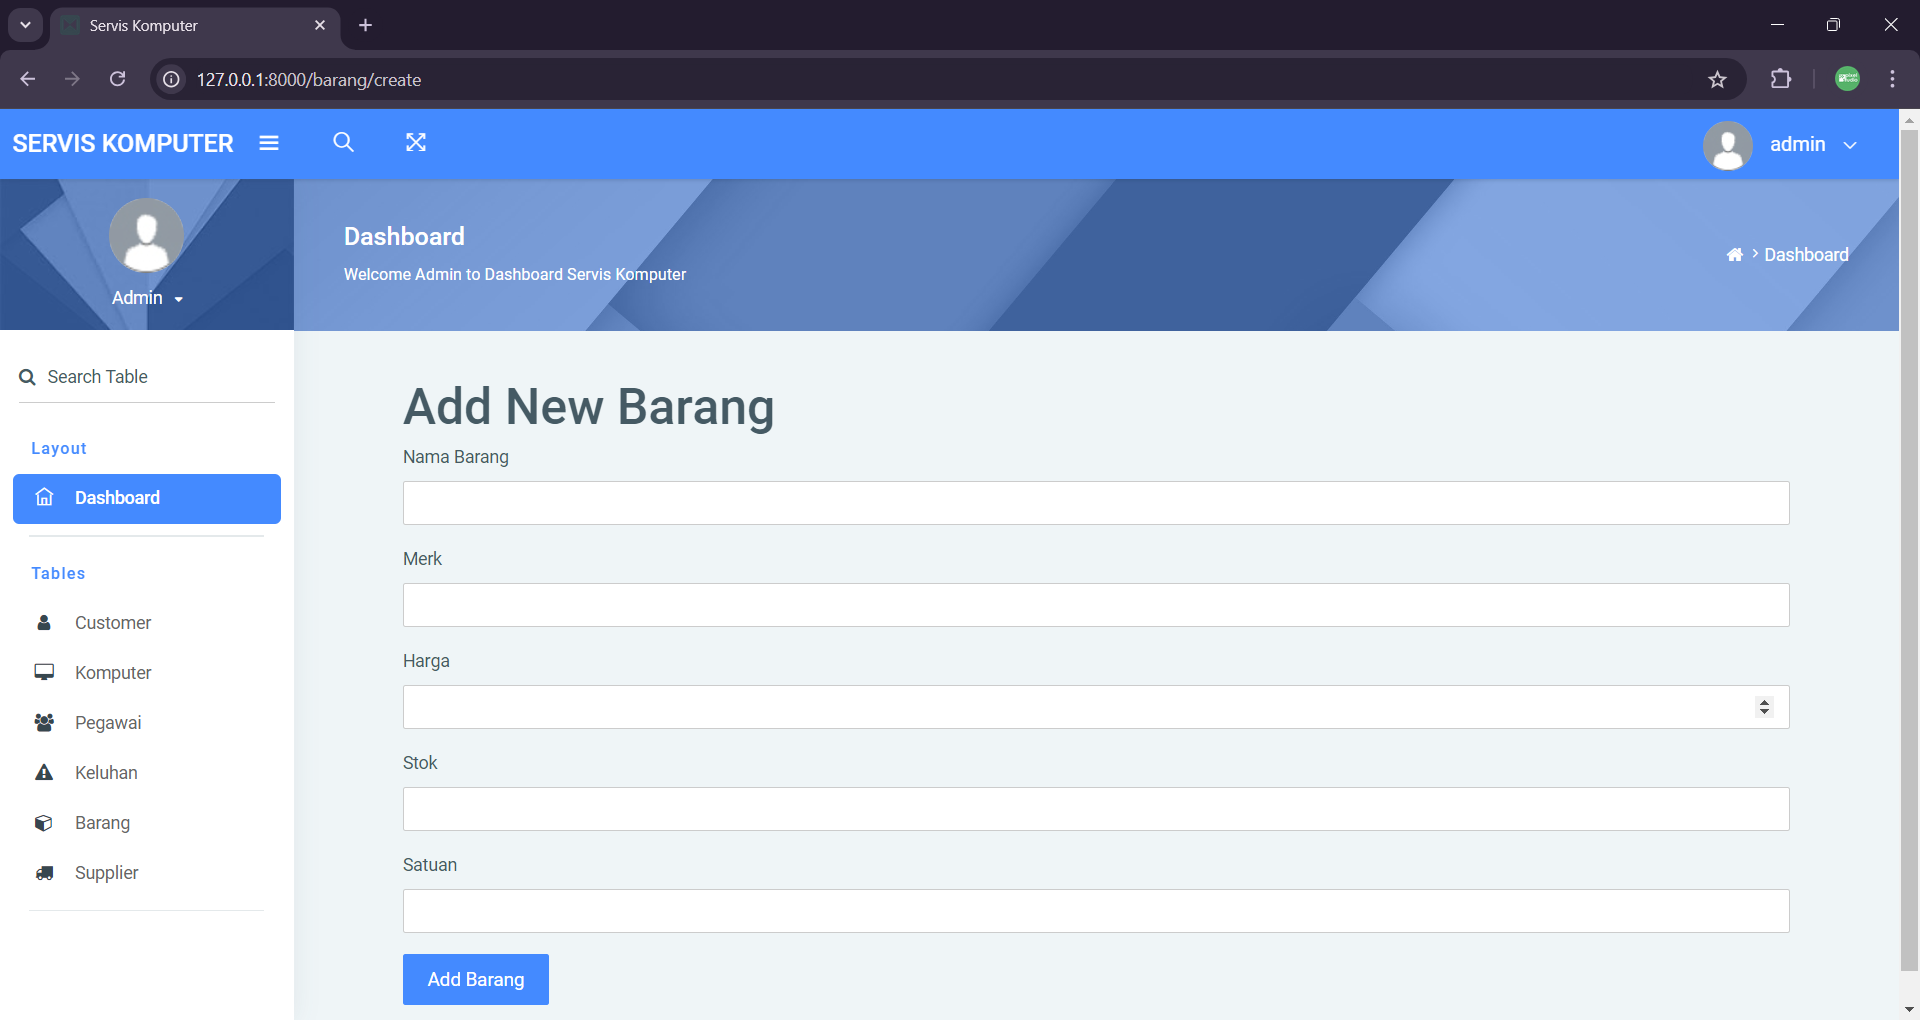 Servis Komputer
127.0.0.1:8000/barang/create
SERVIS KOMPUTER
admin
Admin
Dashboard
Welcome Admin to Dashboard Servis Komputer
Dashboard
Search Table
Layout
Dashboard
Tables
Customer
Komputer
Pegawai
Keluhan
Barang
Supplier
Add New Barang
Nama Barang
Merk
Harga
Stok
Satuan
Add Barang